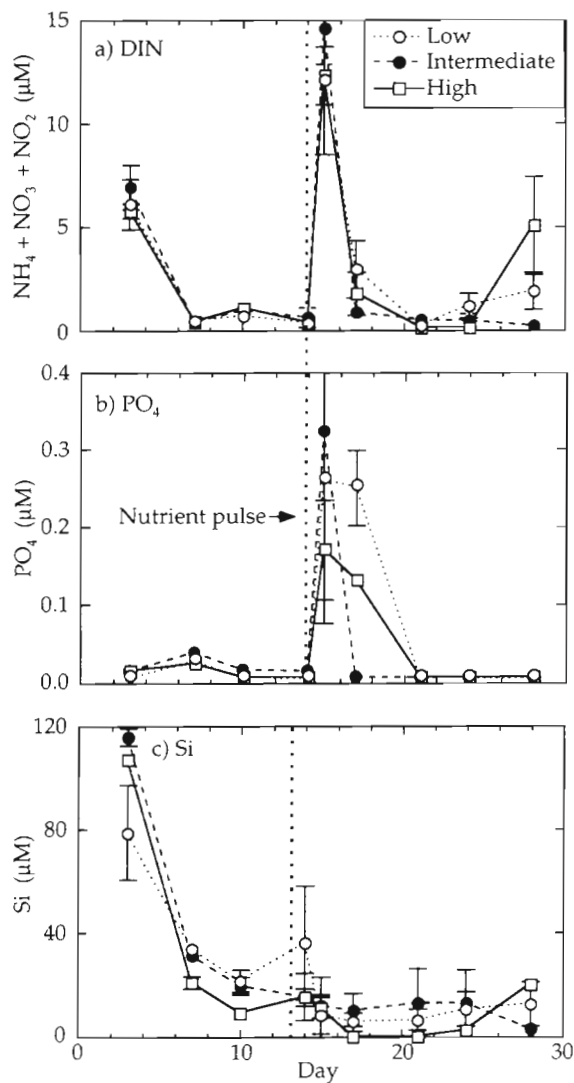 15
10
5
0
NH₄ + NO₃ + NO₂ (µM)
a) DIN
Low
Intermediate
High
0.4
0.3
0.2
0.1
0.0
PO₄ (µM)
b) PO₄
Nutrient pulse
120
80
40
0
Si (µM)
c) Si
0 10 20 30
Day